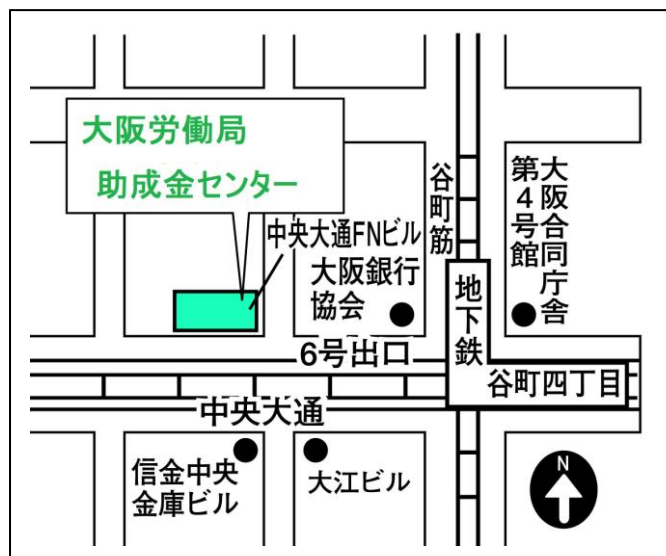 大阪労働局
助成金センター
中央大通FNビル
大阪銀行
協会
谷町筋
大阪合同庁舎
第4号館
地下鉄
谷町四丁目
6号出口
中央大通
信金中央
金庫ビル
大江ビル
N